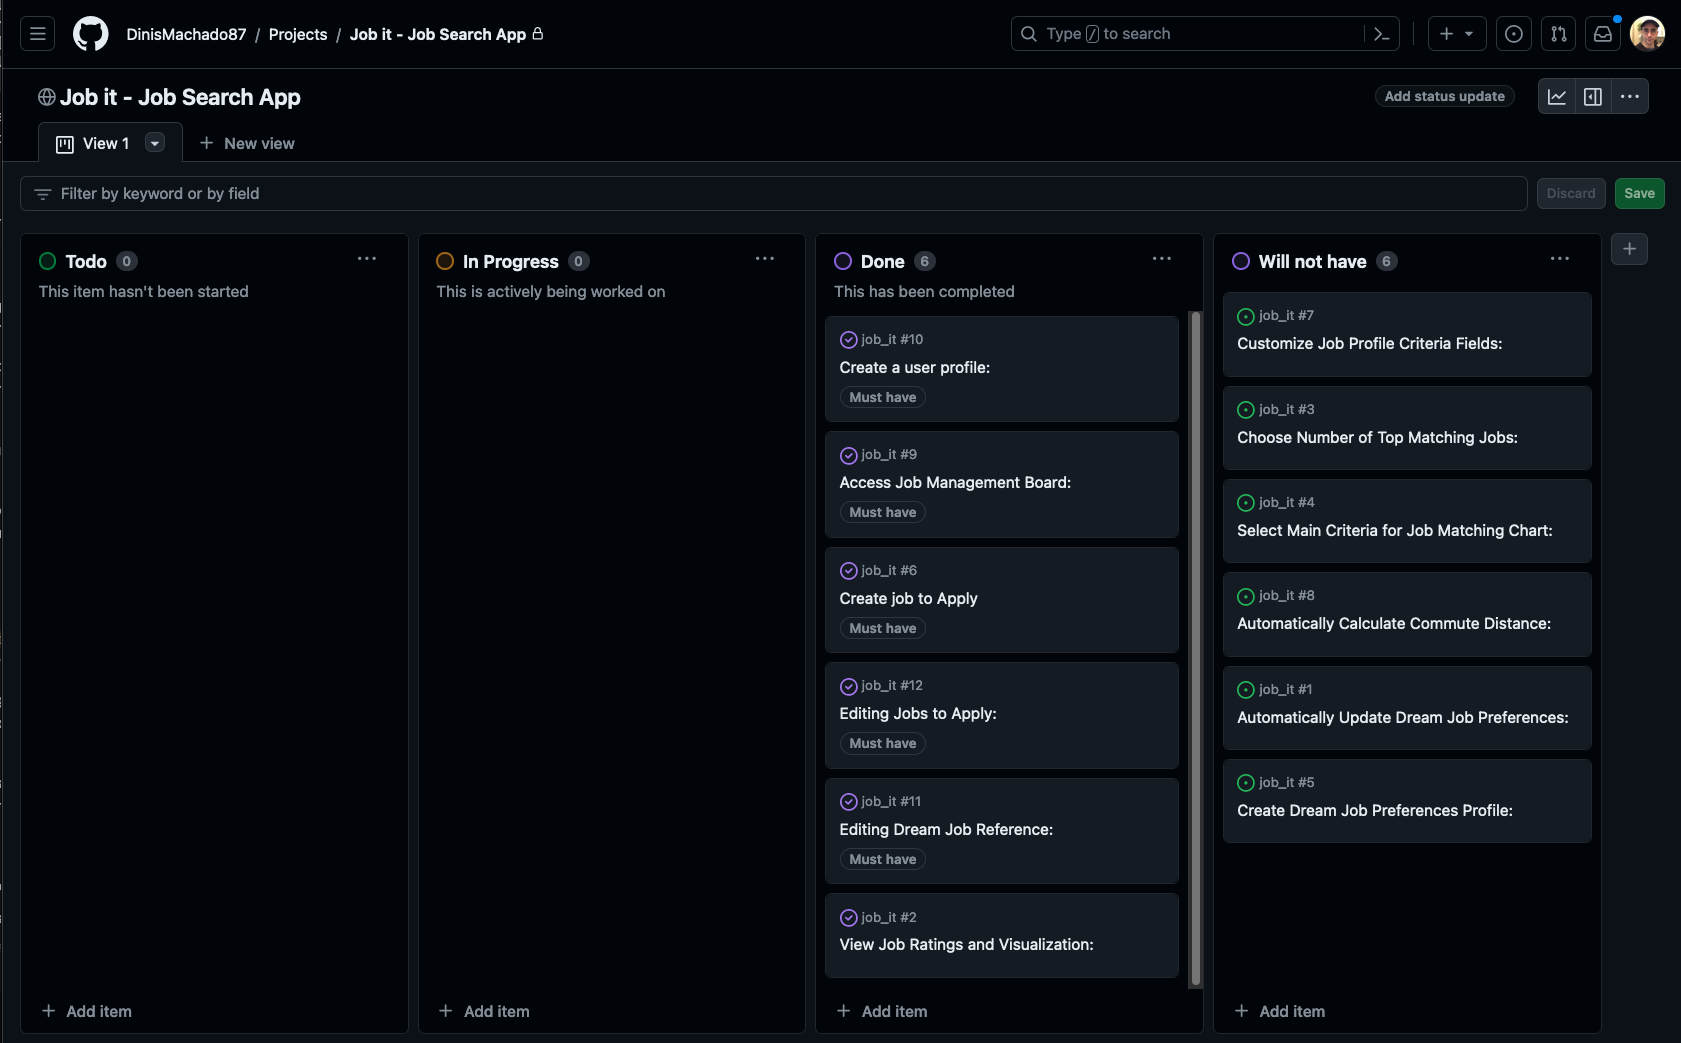 DinisMachado87 / Projects / Job it - Job Search App
Type / to search
Job it - Job Search App
Add status update
View 1
New view
Filter by keyword or by field
Discard
Save
Todo 0
This item hasn't been started
Add item
In Progress 0
This is actively being worked on
Add item
Done 6
This has been completed
job_it #10
Create a user profile:
Must have
job_it #9
Access Job Management Board:
Must have
job_it #6
Create job to Apply
Must have
job_it #12
Editing Jobs to Apply:
Must have
job_it #11
Editing Dream Job Reference:
Must have
job_it #2
View Job Ratings and Visualization:
Add item
Will not have 6
job_it #7
Customize Job Profile Criteria Fields:
job_it #3
Choose Number of Top Matching Jobs:
job_it #4
Select Main Criteria for Job Matching Chart:
job_it #8
Automatically Calculate Commute Distance:
job_it #1
Automatically Update Dream Job Preferences:
job_it #5
Create Dream Job Preferences Profile:
Add item